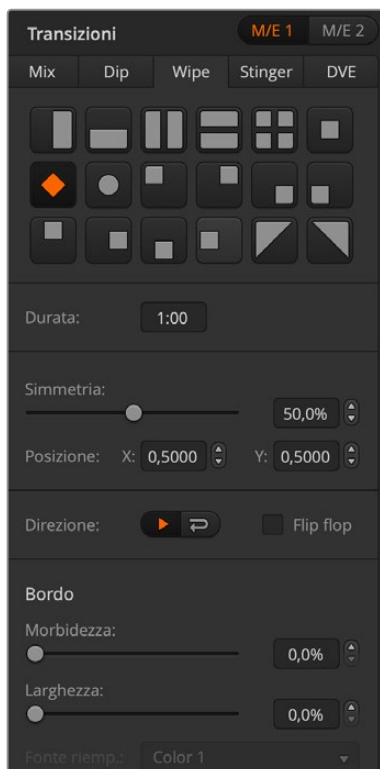 Transizioni M/E 1 M/E 2
Mix Dip Wipe Stinger DVE
Durata: 1:00
Simmetria:
50,0%
Posizione: X: 0,5000 Y: 0,5000
Direzione: Flip flop
Bordo
Morbidezza:
0,0%
Larghezza:
0,0%
Fonte riemp.: Color 1